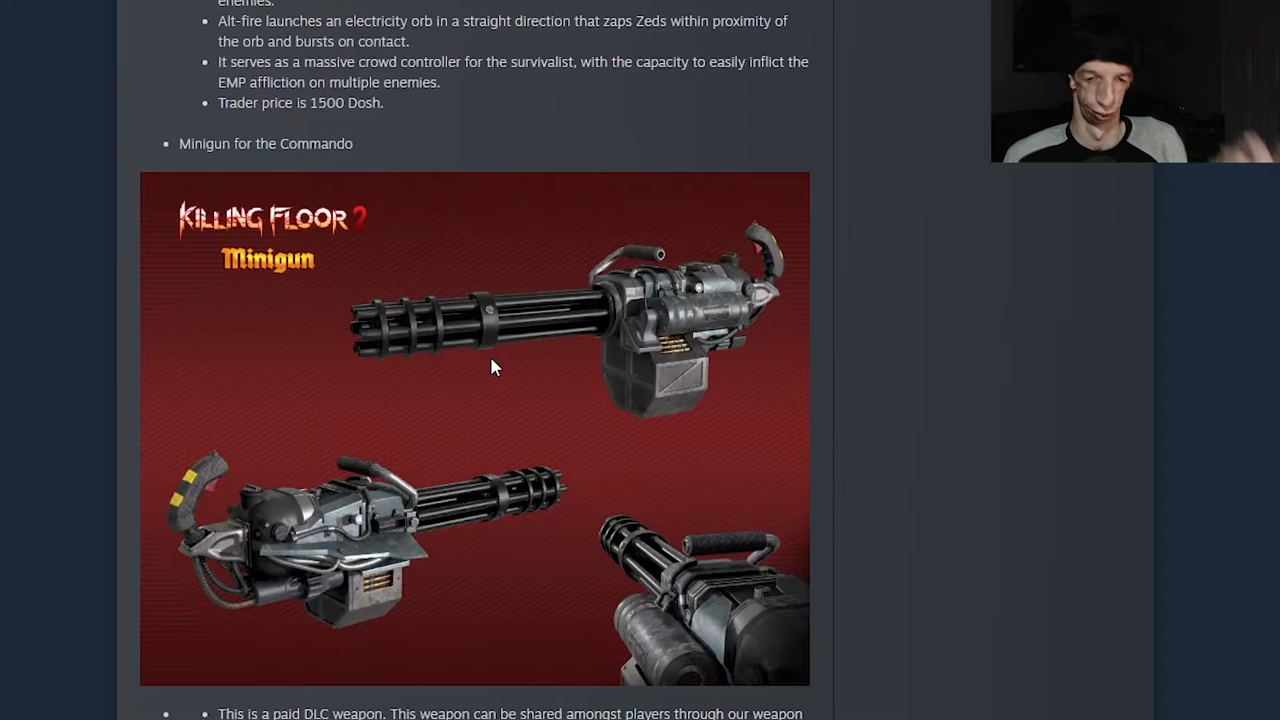 enemies.
• Alt-fire launches an electricity orb in a straight direction that zaps Zeds within proximity of
the orb and bursts on contact.
• It serves as a massive crowd controller for the survivalist, with the capacity to easily inflict the
EMP affliction on multiple enemies.
• Trader price is 1500 Dosh.
• Minigun for the Commando
KILLING FLOOR 2
Minigun
• • This is a paid DLC weapon. This weapon can be shared amongst players through our weapon